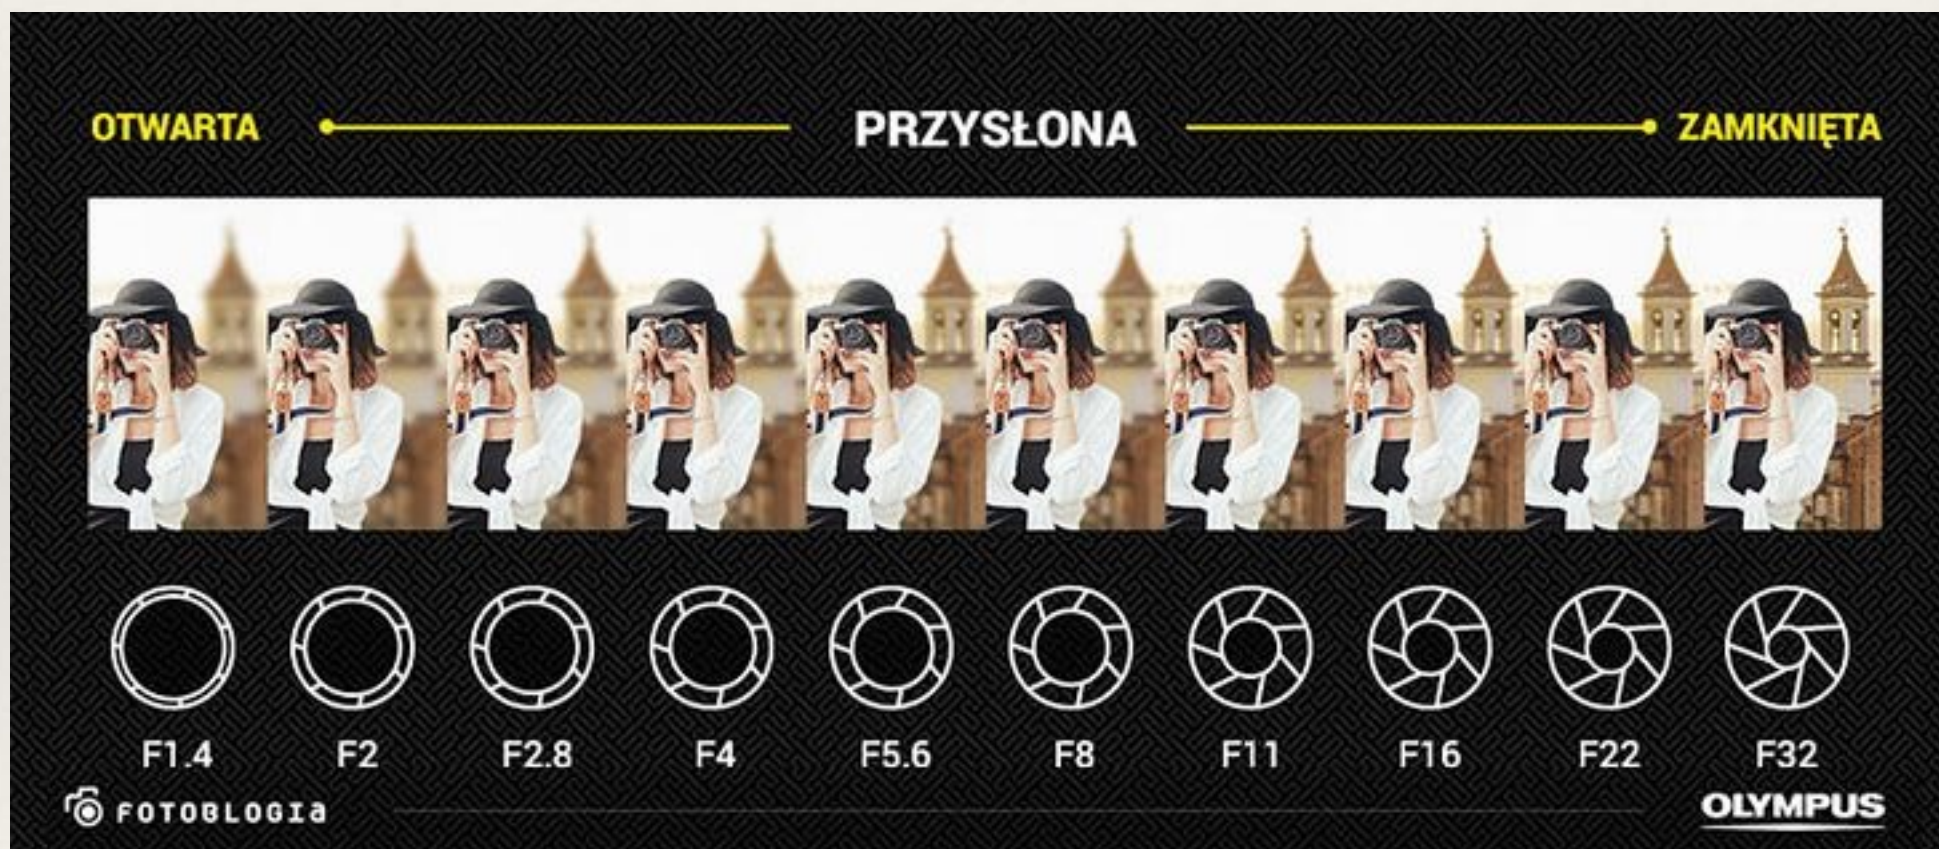 OTWARTA PRZYSŁONA ZAMKNIĘTA
F1.4 F2 F2.8 F4 F5.6 F8 F11 F16 F22 F32
FOTOBLOGIA OLYMPUS